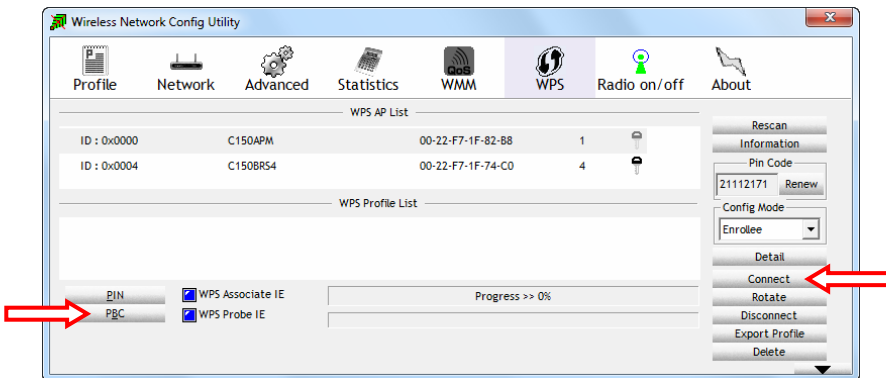 Wireless Network Config Utility
Profile Network Advanced Statistics WMM WPS Radio on/off About
QoS
WPS AP List
ID : 0x0000 C150APM 00-22-F7-1F-82-B8 1
ID : 0x0004 C150BRS4 00-22-F7-1F-74-C0 4
WPS Profile List
PIN
PBC
WPS Associate IE
WPS Probe IE
Progress >> 0%
Rescan
Information
Pin Code
21112171 Renew
Config Mode
Enrollee
Detail
Connect
Rotate
Disconnect
Export Profile
Delete